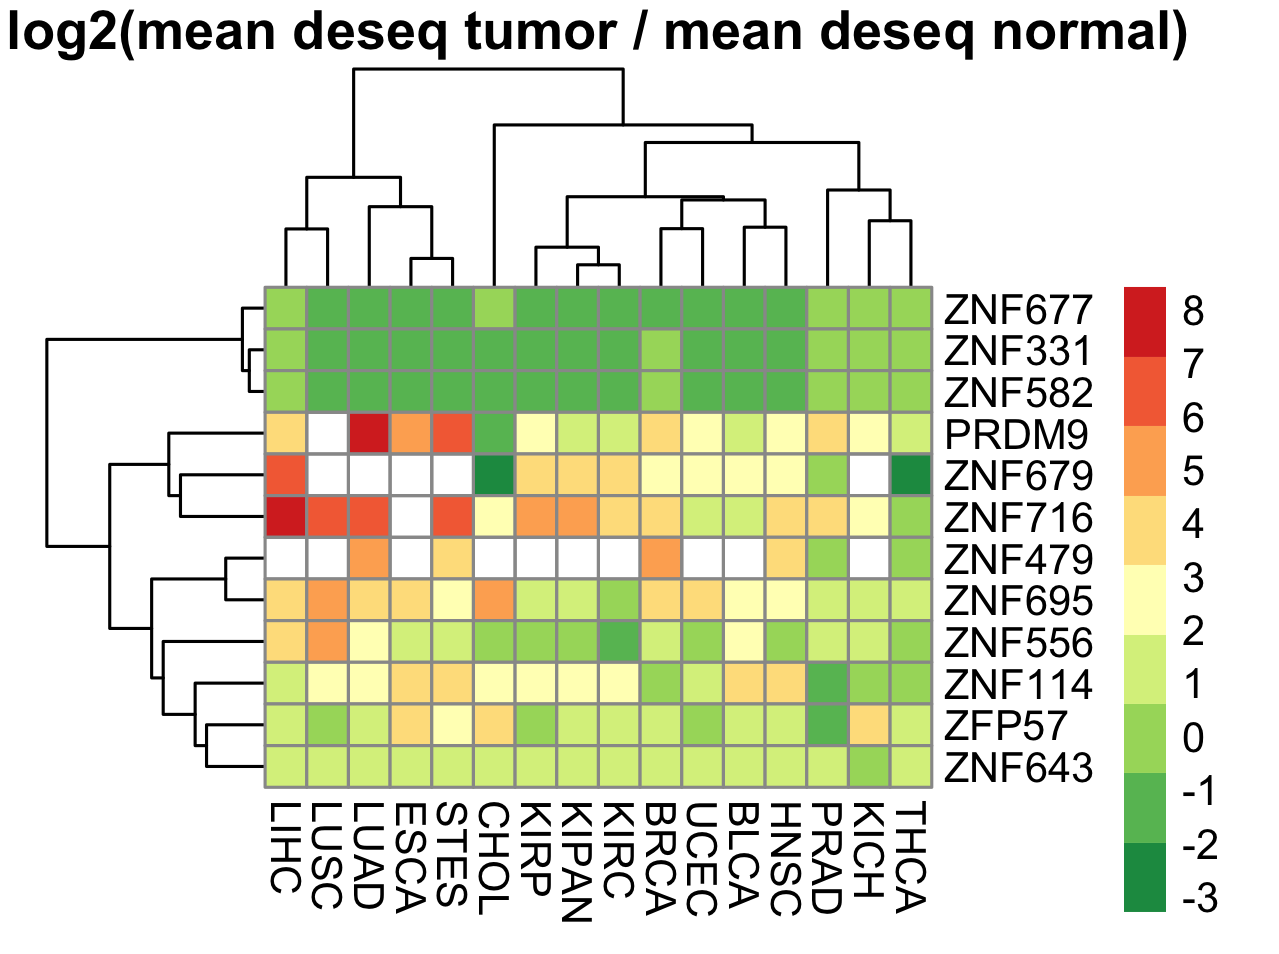 log2(mean deseq tumor / mean deseq normal)
ZNF677
ZNF331
ZNF582
PRDM9
ZNF679
ZNF716
ZNF479
ZNF695
ZNF556
ZNF114
ZFP57
ZNF643
8
7
6
5
4
3
2
1
0
-1
-2
-3
LIHC
LUSC
LUAD
ESCA
STES
CHOL
KIRP
KIPAN
KIRC
BRCA
UCEC
BLCA
HNSC
PRAD
KICH
THCA